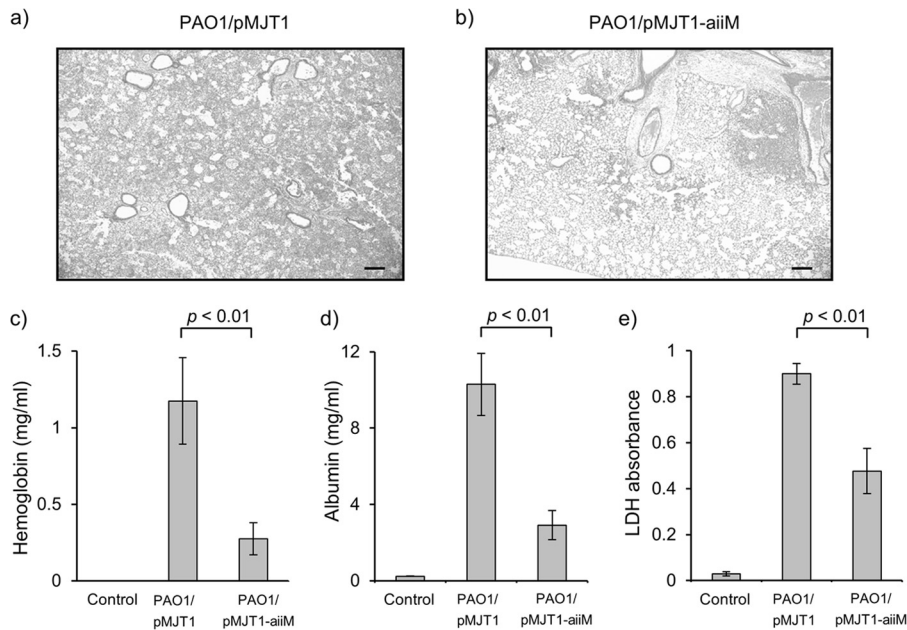 a) PAO1/pMJT1
b) PAO1/pMJT1-aiiM
c)
p < 0.01
Hemoglobin (mg/ml)
1.5
1
0.5
0
Control
PAO1/
pMJT1
PAO1/
pMJT1-aiiM
d)
p < 0.01
Albumin (mg/ml)
12
8
4
0
Control
PAO1/
pMJT1
PAO1/
pMJT1-aiiM
e)
p < 0.01
LDH absorbance
1
0.8
0.6
0.4
0.2
0
Control
PAO1/
pMJT1
PAO1/
pMJT1-aiiM